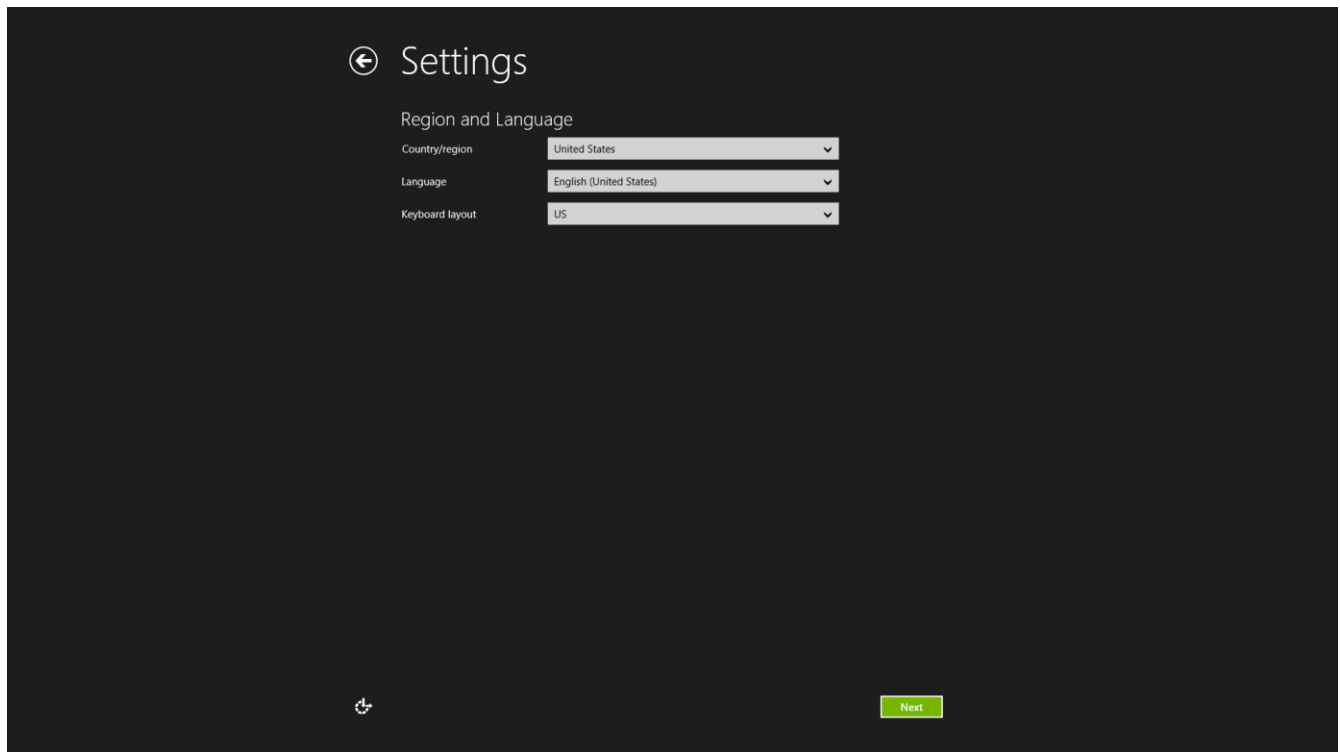 Settings
Region and Language
Country/region United States
Language English (United States)
Keyboard layout US
Next